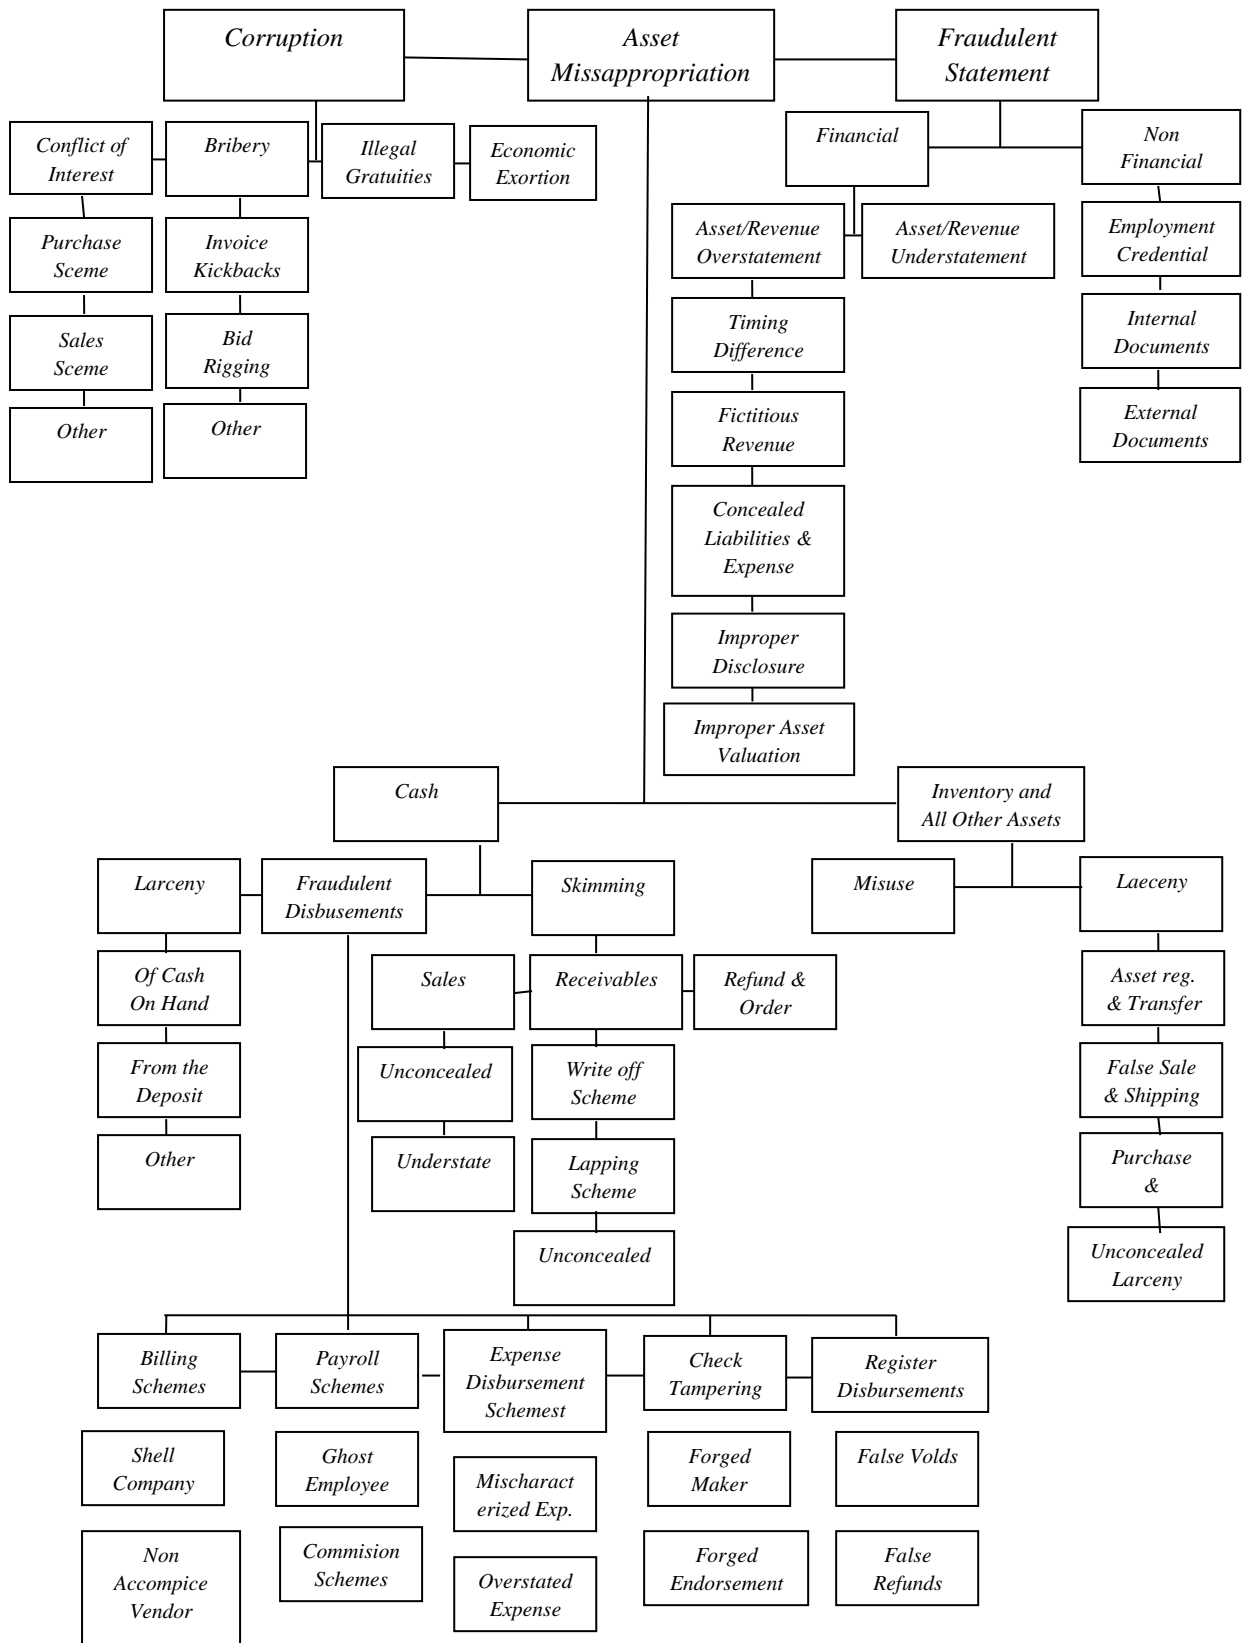 Corruption
Asset
Missappropriation
Fraudulent
Statement
Conflict of
Interest
Bribery
Illegal
Gratuities
Economic
Exortion
Financial
Non
Financial
Purchase
Sceme
Invoice
Kickbacks
Asset/Revenue
Overstatement
Asset/Revenue
Understatement
Employment
Credential
Sales
Sceme
Bid
Rigging
Timing
Difference
Internal
Documents
Other
Other
Fictitious
Revenue
External
Documents
Concealed
Liabilities &
Expense
Improper
Disclosure
Improper Asset
Valuation
Cash
Inventory and
All Other Assets
Larceny
Fraudulent
Disbusements
Skimming
Misuse
Laeceny
Of Cash
On Hand
Sales
Receivables
Refund &
Order
Asset reg.
& Transfer
From the
Deposit
Unconcealed
Write off
Scheme
False Sale
& Shipping
Other
Understate
Lapping
Scheme
Purchase
&
Unconcealed
Unconcealed
Larceny
Billing
Schemes
Payroll
Schemes
Expense
Disbursement
Schemest
Check
Tampering
Register
Disbursements
Shell
Company
Ghost
Employee
Mischaract
erized Exp.
Forged
Maker
False Volds
Non
Accompice
Vendor
Commision
Schemes
Overstated
Expense
Forged
Endorsement
False
Refunds